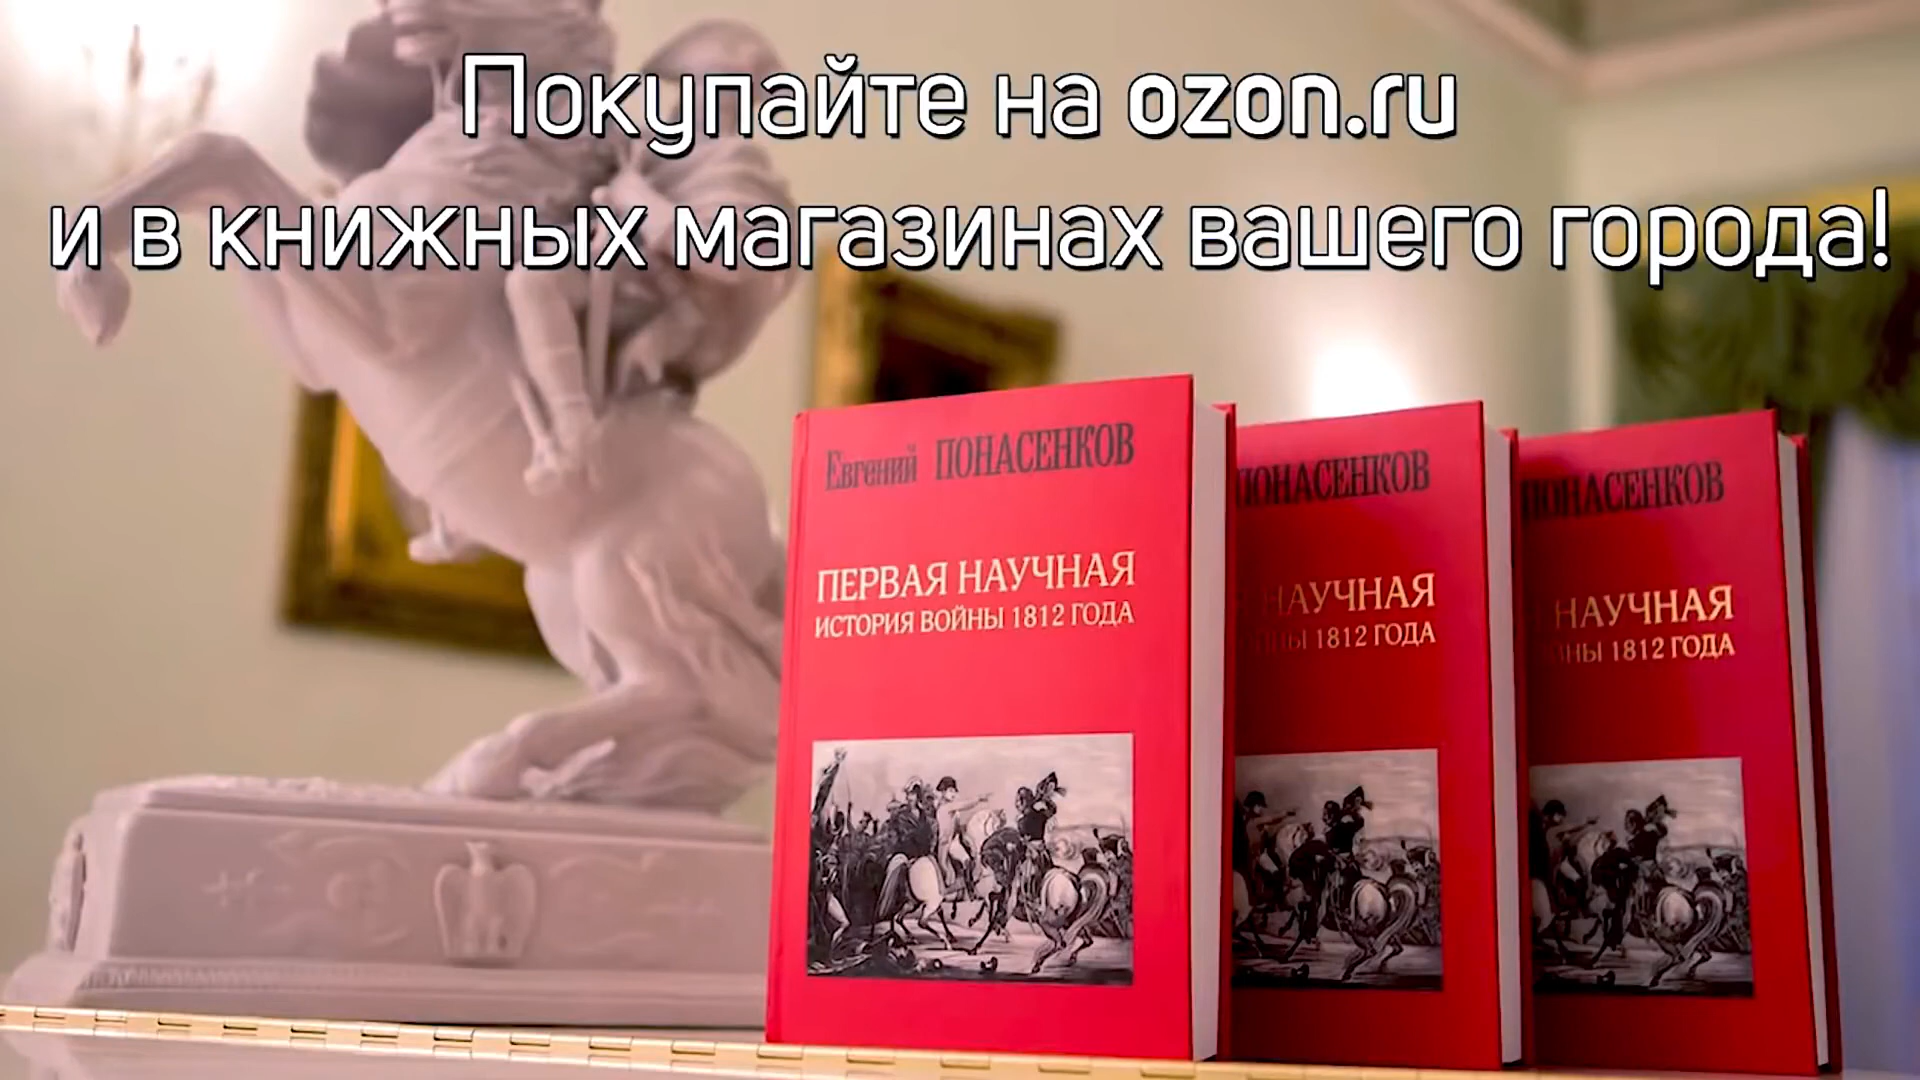 Покупайте на ozon.ru
и в книжных магазинах вашего города!
Евгений ПОНАСЕНКОВ
ПЕРВАЯ НАУЧНАЯ
ИСТОРИЯ ВОЙНЫ 1812 ГОДА
ПОНАСЕНКОВ
НАУЧНАЯ
1812 ГОДА
ПОНАСЕНКОВ
НАУЧНАЯ
1812 ГОДА